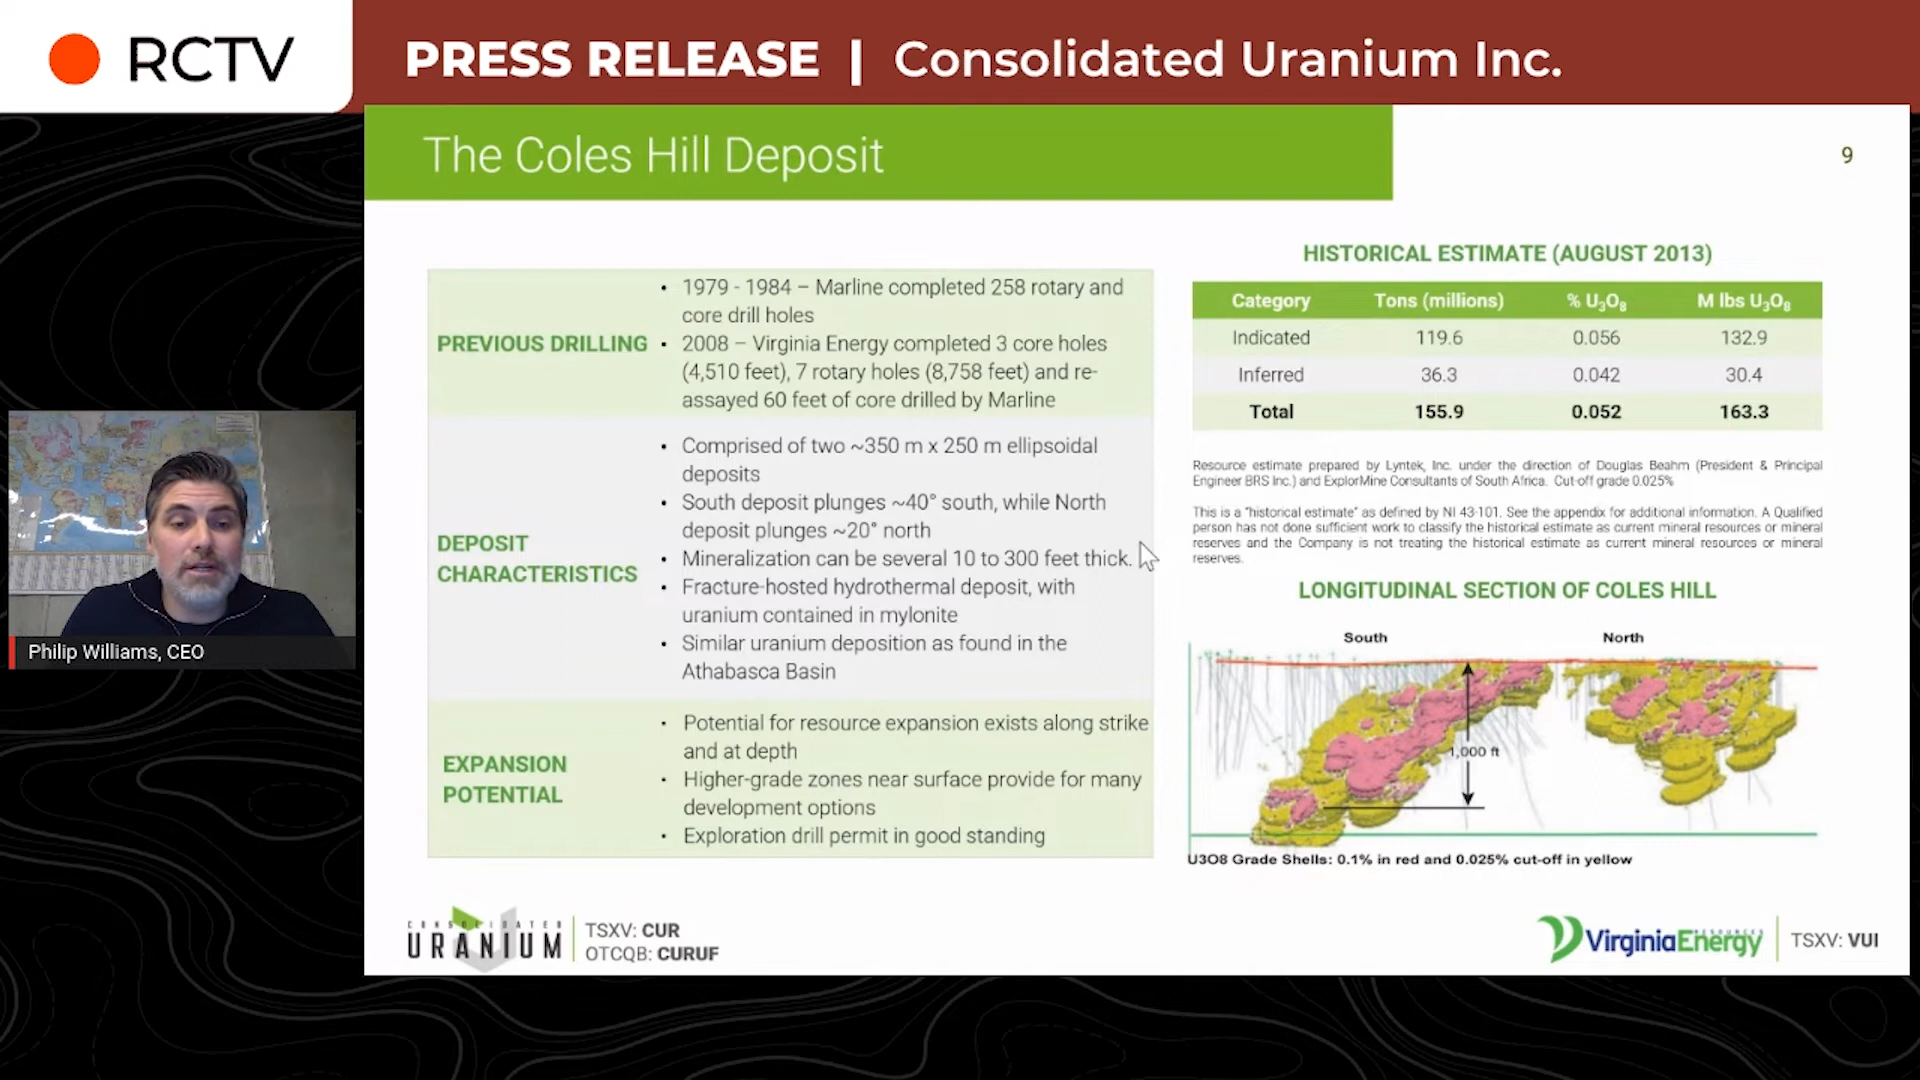 RCTV
PRESS RELEASE | Consolidated Uranium Inc.
The Coles Hill Deposit
9
PREVIOUS DRILLING
• 1979 - 1984 – Marline completed 258 rotary and
core drill holes
• 2008 – Virginia Energy completed 3 core holes
(4,510 feet), 7 rotary holes (8,758 feet) and re-
assayed 60 feet of core drilled by Marline
DEPOSIT
CHARACTERISTICS
• Comprised of two ~350 m x 250 m ellipsoidal
deposits
• South deposit plunges ~40° south, while North
deposit plunges ~20° north
• Mineralization can be several 10 to 300 feet thick.
• Fracture-hosted hydrothermal deposit, with
uranium contained in mylonite
• Similar uranium deposition as found in the
Athabasca Basin
EXPANSION
POTENTIAL
• Potential for resource expansion exists along strike
and at depth
• Higher-grade zones near surface provide for many
development options
• Exploration drill permit in good standing
HISTORICAL ESTIMATE (AUGUST 2013)
Category Tons (millions) % U₃O₈ M lbs U₃O₈
Indicated 119.6 0.056 132.9
Inferred 36.3 0.042 30.4
Total 155.9 0.052 163.3
Resource estimate prepared by Lyntek, Inc. under the direction of Douglas Beahm (President & Principal
Engineer BRS Inc.) and ExplorMine Consultants of South Africa. Cut-off grade 0.025%
This is a "historical estimate" as defined by NI 43-101. See the appendix for additional information. A Qualified
person has not done sufficient work to classify the historical estimate as current mineral resources or mineral
reserves and the Company is not treating the historical estimate as current mineral resources or mineral
reserves.
LONGITUDINAL SECTION OF COLES HILL
South North
1,000 ft
U3O8 Grade Shells: 0.1% in red and 0.025% cut-off in yellow
Philip Williams, CEO
CONSOLIDATED
URANIUM
TSXV: CUR
OTCQB: CURUF
VirginiaEnergy
RESOURCES
TSXV: VUI